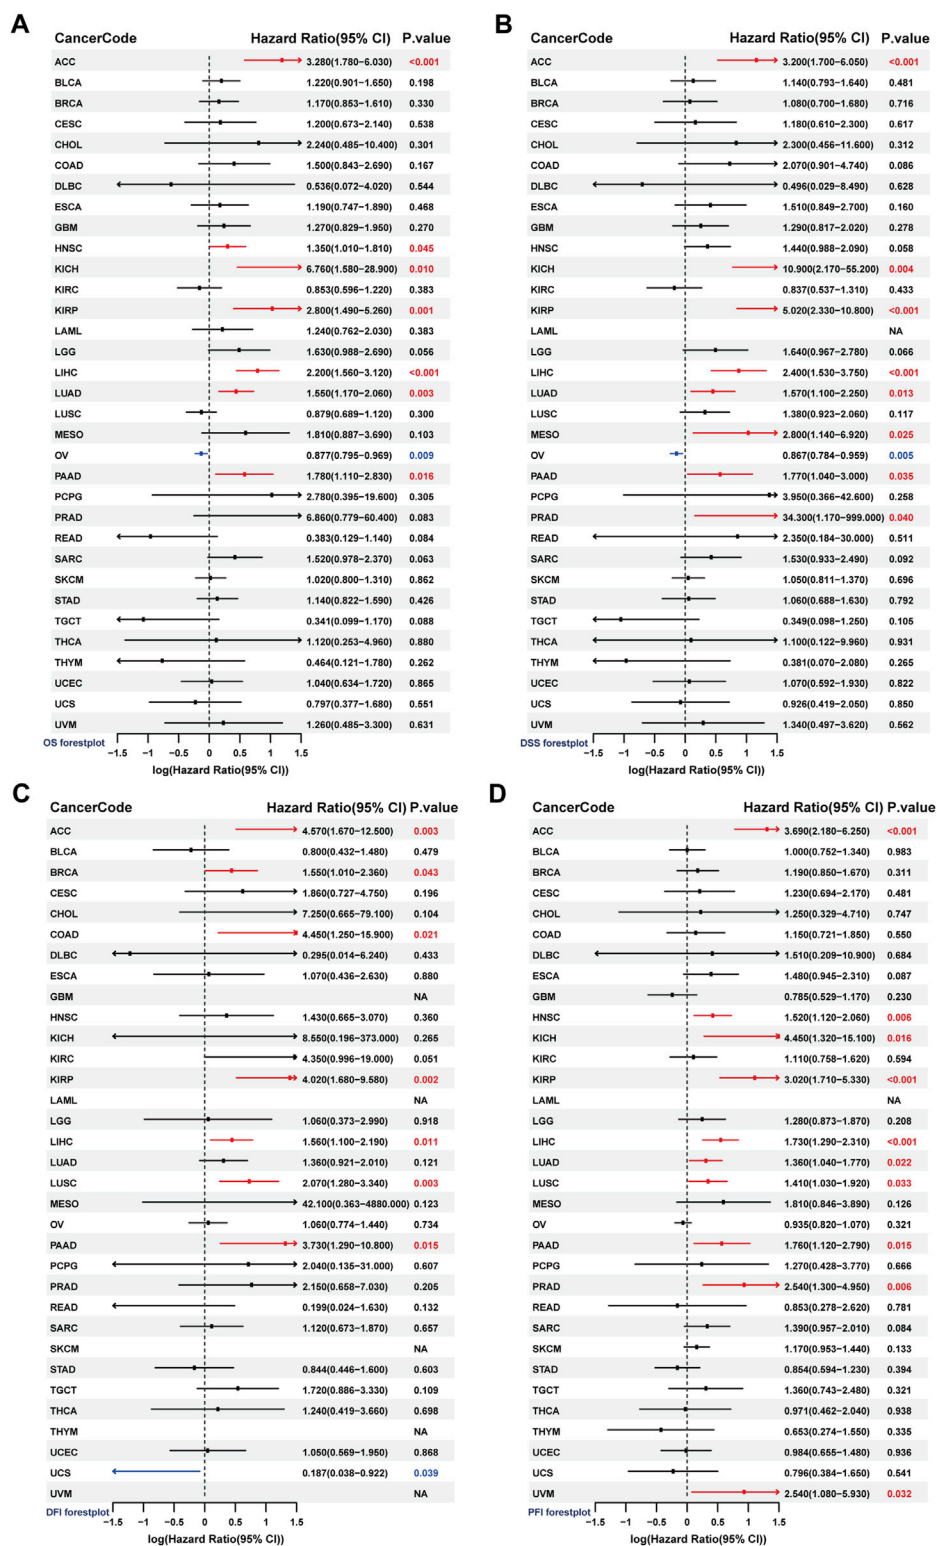 A
CancerCode Hazard Ratio(95% CI) P.value
ACC 3.280(1.780−6.030) <0.001
BLCA 1.220(0.901−1.650) 0.198
BRCA 1.170(0.853−1.610) 0.330
CESC 1.200(0.673−2.140) 0.538
CHOL 2.240(0.485−10.400) 0.301
COAD 1.500(0.843−2.690) 0.167
DLBC 0.536(0.072−4.020) 0.544
ESCA 1.190(0.747−1.890) 0.468
GBM 1.270(0.829−1.950) 0.270
HNSC 1.350(1.010−1.810) 0.045
KICH 6.760(1.580−28.900) 0.010
KIRC 0.853(0.596−1.220) 0.383
KIRP 2.800(1.490−5.260) 0.001
LAML 1.240(0.762−2.030) 0.383
LGG 1.630(0.988−2.690) 0.056
LIHC 2.200(1.560−3.120) <0.001
LUAD 1.550(1.170−2.060) 0.003
LUSC 0.879(0.689−1.120) 0.300
MESO 1.810(0.887−3.690) 0.103
OV 0.877(0.795−0.969) 0.009
PAAD 1.780(1.110−2.830) 0.016
PCPG 2.780(0.395−19.600) 0.305
PRAD 6.860(0.779−60.400) 0.083
READ 0.383(0.129−1.140) 0.084
SARC 1.520(0.978−2.370) 0.063
SKCM 1.020(0.800−1.310) 0.862
STAD 1.140(0.822−1.590) 0.426
TGCT 0.341(0.099−1.170) 0.088
THCA 1.120(0.253−4.960) 0.880
THYM 0.464(0.121−1.780) 0.262
UCEC 1.040(0.634−1.720) 0.865
UCS 0.797(0.377−1.680) 0.551
UVM 1.260(0.485−3.300) 0.631
OS forestplot
−1.5 −1 −0.5 0 0.5 1 1.5
log(Hazard Ratio(95% CI))
B
CancerCode Hazard Ratio(95% CI) P.value
ACC 3.200(1.700−6.050) <0.001
BLCA 1.140(0.793−1.640) 0.481
BRCA 1.080(0.700−1.680) 0.716
CESC 1.180(0.610−2.300) 0.617
CHOL 2.300(0.456−11.600) 0.312
COAD 2.070(0.901−4.740) 0.086
DLBC 0.496(0.029−8.490) 0.628
ESCA 1.510(0.849−2.700) 0.160
GBM 1.290(0.817−2.020) 0.278
HNSC 1.440(0.988−2.090) 0.058
KICH 10.900(2.170−55.200) 0.004
KIRC 0.837(0.537−1.310) 0.433
KIRP 5.020(2.330−10.800) <0.001
LAML NA
LGG 1.640(0.967−2.780) 0.066
LIHC 2.400(1.530−3.750) <0.001
LUAD 1.570(1.100−2.250) 0.013
LUSC 1.380(0.923−2.060) 0.117
MESO 2.800(1.140−6.920) 0.025
OV 0.867(0.784−0.959) 0.005
PAAD 1.770(1.040−3.000) 0.035
PCPG 3.950(0.366−42.600) 0.258
PRAD 34.300(1.170−999.000) 0.040
READ 2.350(0.184−30.000) 0.511
SARC 1.530(0.933−2.490) 0.092
SKCM 1.050(0.811−1.370) 0.696
STAD 1.060(0.688−1.630) 0.792
TGCT 0.349(0.098−1.250) 0.105
THCA 1.100(0.122−9.960) 0.931
THYM 0.381(0.070−2.080) 0.265
UCEC 1.070(0.592−1.930) 0.822
UCS 0.926(0.419−2.050) 0.850
UVM 1.340(0.497−3.620) 0.562
DSS forestplot
−1.5 −1 −0.5 0 0.5 1 1.5
log(Hazard Ratio(95% CI))
C
CancerCode Hazard Ratio(95% CI) P.value
ACC 4.570(1.670−12.500) 0.003
BLCA 0.800(0.432−1.480) 0.479
BRCA 1.550(1.010−2.360) 0.043
CESC 1.860(0.727−4.750) 0.196
CHOL 7.250(0.665−79.100) 0.104
COAD 4.450(1.250−15.900) 0.021
DLBC 0.295(0.014−6.240) 0.433
ESCA 1.070(0.436−2.630) 0.880
GBM NA
HNSC 1.430(0.665−3.070) 0.360
KICH 8.550(0.196−373.000) 0.265
KIRC 4.350(0.996−19.000) 0.051
KIRP 4.020(1.680−9.580) 0.002
LAML NA
LGG 1.060(0.373−2.990) 0.918
LIHC 1.560(1.100−2.190) 0.011
LUAD 1.360(0.921−2.010) 0.121
LUSC 2.070(1.280−3.340) 0.003
MESO 42.100(0.363−4880.000) 0.123
OV 1.060(0.774−1.440) 0.734
PAAD 3.730(1.290−10.800) 0.015
PCPG 2.040(0.135−31.000) 0.607
PRAD 2.150(0.658−7.030) 0.205
READ 0.199(0.024−1.630) 0.132
SARC 1.120(0.673−1.870) 0.657
SKCM NA
STAD 0.844(0.446−1.600) 0.603
TGCT 1.720(0.886−3.330) 0.109
THCA 1.240(0.419−3.660) 0.698
THYM NA
UCEC 1.050(0.569−1.950) 0.868
UCS 0.187(0.038−0.922) 0.039
UVM NA
DFI forestplot
−1.5 −1 −0.5 0 0.5 1 1.5
log(Hazard Ratio(95% CI))
D
CancerCode Hazard Ratio(95% CI) P.value
ACC 3.690(2.180−6.250) <0.001
BLCA 1.000(0.752−1.340) 0.983
BRCA 1.190(0.850−1.670) 0.311
CESC 1.230(0.694−2.170) 0.481
CHOL 1.250(0.329−4.710) 0.747
COAD 1.150(0.721−1.850) 0.550
DLBC 1.510(0.209−10.900) 0.684
ESCA 1.480(0.945−2.310) 0.087
GBM 0.785(0.529−1.170) 0.230
HNSC 1.520(1.120−2.060) 0.006
KICH 4.450(1.320−15.100) 0.016
KIRC 1.110(0.758−1.620) 0.594
KIRP 3.020(1.710−5.330) <0.001
LAML NA
LGG 1.280(0.873−1.870) 0.208
LIHC 1.730(1.290−2.310) <0.001
LUAD 1.360(1.040−1.770) 0.022
LUSC 1.410(1.030−1.920) 0.033
MESO 1.810(0.846−3.890) 0.126
OV 0.935(0.820−1.070) 0.321
PAAD 1.760(1.120−2.790) 0.015
PCPG 1.270(0.428−3.770) 0.666
PRAD 2.540(1.300−4.950) 0.006
READ 0.853(0.278−2.620) 0.781
SARC 1.390(0.957−2.010) 0.084
SKCM 1.170(0.953−1.440) 0.133
STAD 0.854(0.594−1.230) 0.394
TGCT 1.360(0.743−2.480) 0.321
THCA 0.971(0.462−2.040) 0.938
THYM 0.653(0.274−1.550) 0.335
UCEC 0.984(0.655−1.480) 0.936
UCS 0.796(0.384−1.650) 0.541
UVM 2.540(1.080−5.930) 0.032
PFI forestplot
−1.5 −1 −0.5 0 0.5 1 1.5
log(Hazard Ratio(95% CI))